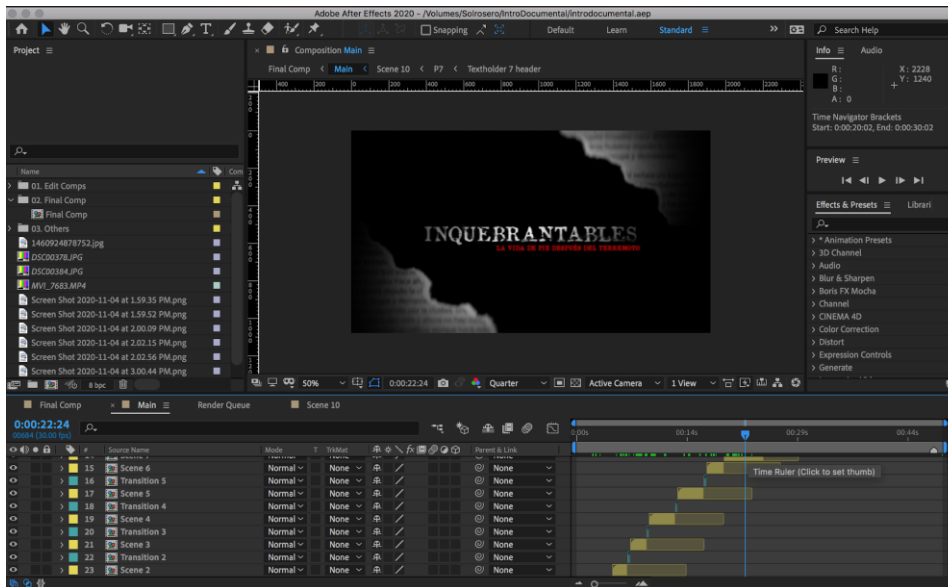 Adobe After Effects 2020 - /Volumes/Solrosero/IntroDocumental/introdocumental.aep
Snapping
Default
Learn
Standard
Search Help
Project
Composition Main
Info
Audio
Final Comp
Main
Scene 10
P7
Textholder 7 header
R :
G :
B :
A : 0
X : 2228
Y : 1240
Time Navigator Brackets
Start: 0:00:20:02, End: 0:00:30:02
Preview
Effects & Presets
Librari
* Animation Presets
3D Channel
Audio
Blur & Sharpen
Boris FX Mocha
Channel
CINEMA 4D
Color Correction
Distort
Expression Controls
Generate
Name
Com
01. Edit Comps
02. Final Comp
Final Comp
03. Others
1460924878752.jpg
DSC00378.JPG
DSC00384.JPG
MVI_7683.MP4
Screen Shot 2020-11-04 at 1.59.35 PM.png
Screen Shot 2020-11-04 at 1.59.52 PM.png
Screen Shot 2020-11-04 at 2.00.09 PM.png
Screen Shot 2020-11-04 at 2.02.15 PM.png
Screen Shot 2020-11-04 at 2.02.56 PM.png
Screen Shot 2020-11-04 at 3.00.44 PM.png
8 bpc
INQUEBRANTABLES
LA VIDA DE PIE DESPUÉS DEL TERREMOTO
50%
0:00:22:24
Quarter
Active Camera
1 View
Final Comp
Main
Render Queue
Scene 10
0:00:22:24
00684 (30.00 fps)
# Source Name
Mode
T TrkMat
Parent & Link
0:00s
00:14s
00:29s
00:44s
15 Scene 6 Normal None None
16 Transition 5 Normal None None
17 Scene 5 Normal None None
18 Transition 4 Normal None None
19 Scene 4 Normal None None
20 Transition 3 Normal None None
21 Scene 3 Normal None None
22 Transition 2 Normal None None
23 Scene 2 Normal None None
Time Ruler (Click to set thumb)